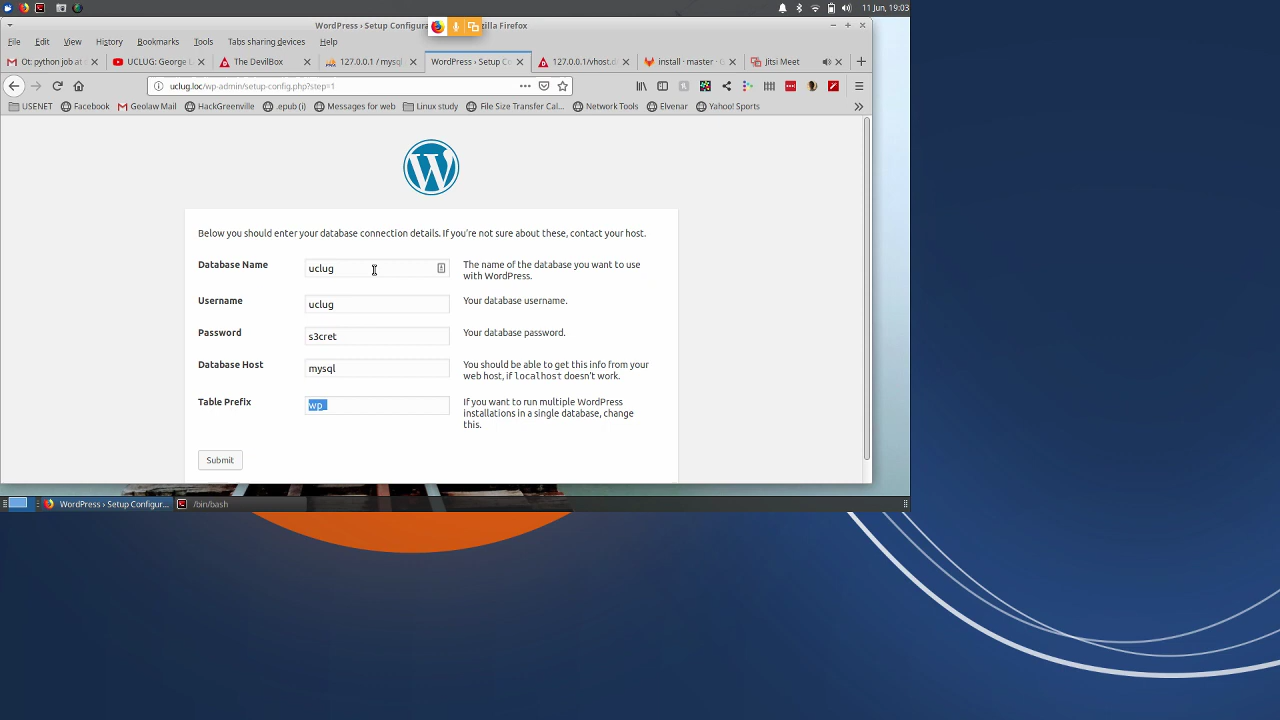 11 Jun, 19:03
WordPress › Setup Configura
zilla Firefox
File Edit View History Bookmarks Tools Tabs sharing devices Help
Ot: python job at
UCLUG: George L
The DevilBox
127.0.0.1 / mysql
WordPress › Setup Co
127.0.0.1/vhost.d
install · master ·
Jitsi Meet
uclug.loc/wp-admin/setup-config.php?step=1
USENET Facebook Geolaw Mail HackGreenville epub (i) Messages for web Linux study File Size Transfer Cal... Network Tools Elvenar Yahoo! Sports
Below you should enter your database connection details. If you're not sure about these, contact your host.
Database Name
uclug
The name of the database you want to use
with WordPress.
Username
uclug
Your database username.
Password
s3cret
Your database password.
Database Host
mysql
You should be able to get this info from your
web host, if localhost doesn't work.
Table Prefix
wp_
If you want to run multiple WordPress
installations in a single database, change
this.
Submit
WordPress › Setup Configur...
/bin/bash